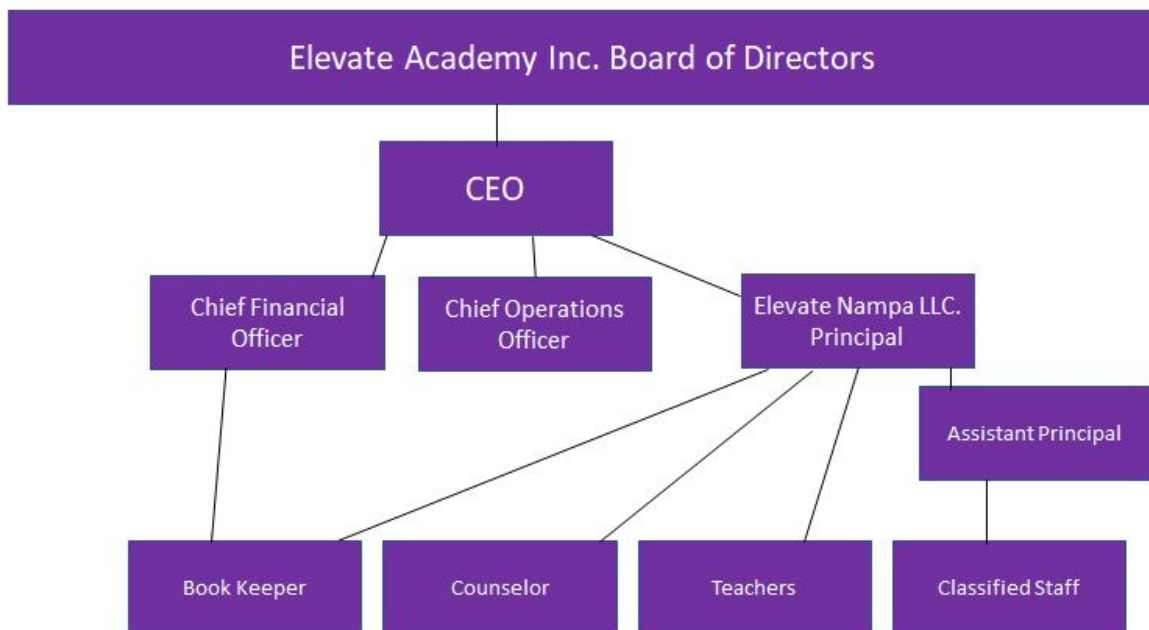 Elevate Academy Inc. Board of Directors
CEO
Chief Financial
Officer
Chief Operations
Officer
Elevate Nampa LLC.
Principal
Assistant Principal
Book Keeper
Counselor
Teachers
Classified Staff